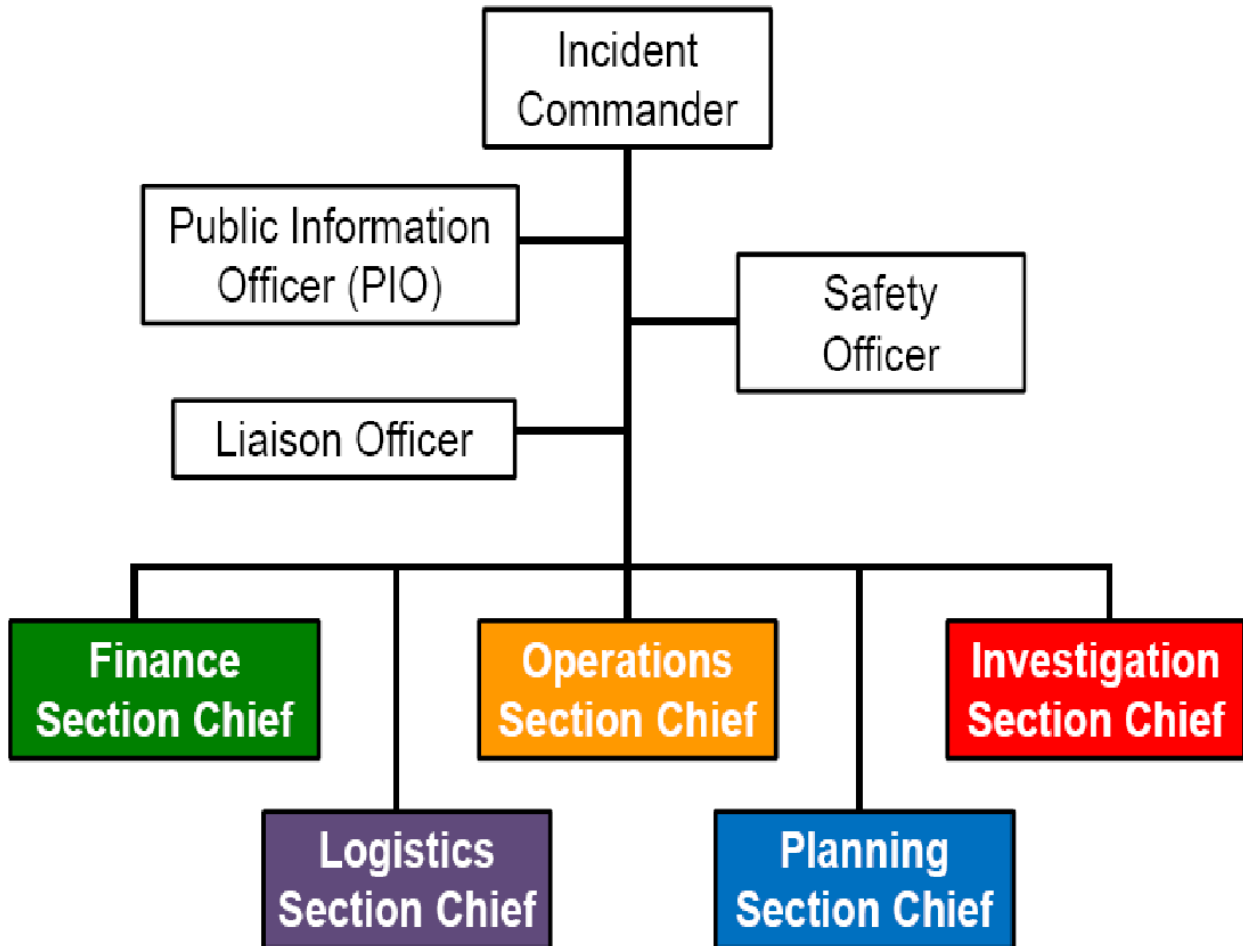 Incident
Commander
Public Information
Officer (PIO)
Safety
Officer
Liaison Officer
Finance
Section Chief
Operations
Section Chief
Investigation
Section Chief
Logistics
Section Chief
Planning
Section Chief